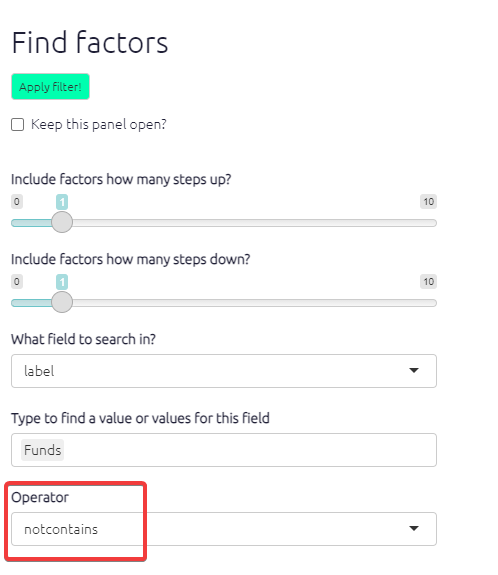 Find factors
Apply filter!
Keep this panel open?
Include factors how many steps up?
0 1 10
Include factors how many steps down?
0 1 10
What field to search in?
label
Type to find a value or values for this field
Funds
Operator
notcontains